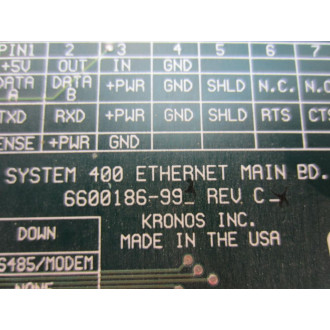 PIN1 2 3 4 5 6 7
+5V OUT IN GND
DATA A DATA B +PWR GND SHLD N.C. N.
TXD RXD +PWR GND SHLD RTS CTS
ENSE +PWR GND
SYSTEM 400 ETHERNET MAIN BD.
6600186-99_ REV C_
KRONOS INC.
DOWN MADE IN THE USA
S485/MODEM
NONE